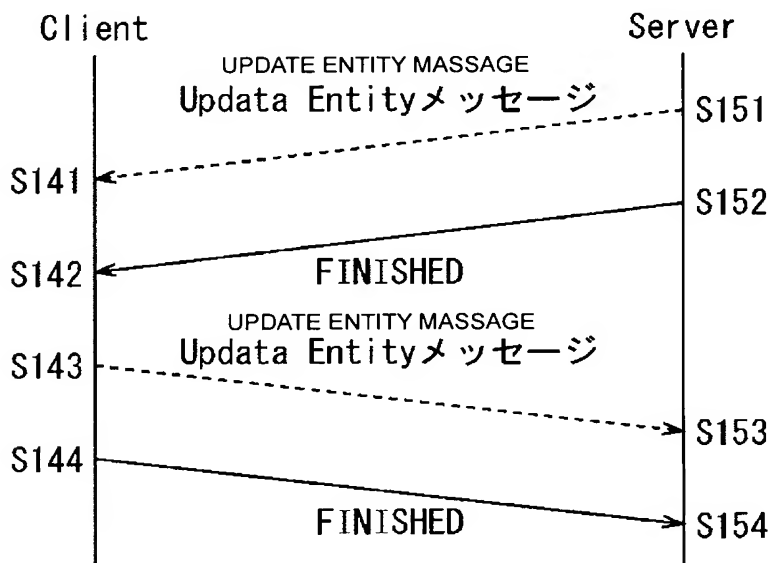 Client
Server
UPDATE ENTITY MASSAGE
Updata Entityメッセージ
S151
S141
S152
S142
FINISHED
UPDATE ENTITY MASSAGE
Updata Entityメッセージ
S143
S153
S144
FINISHED
S154